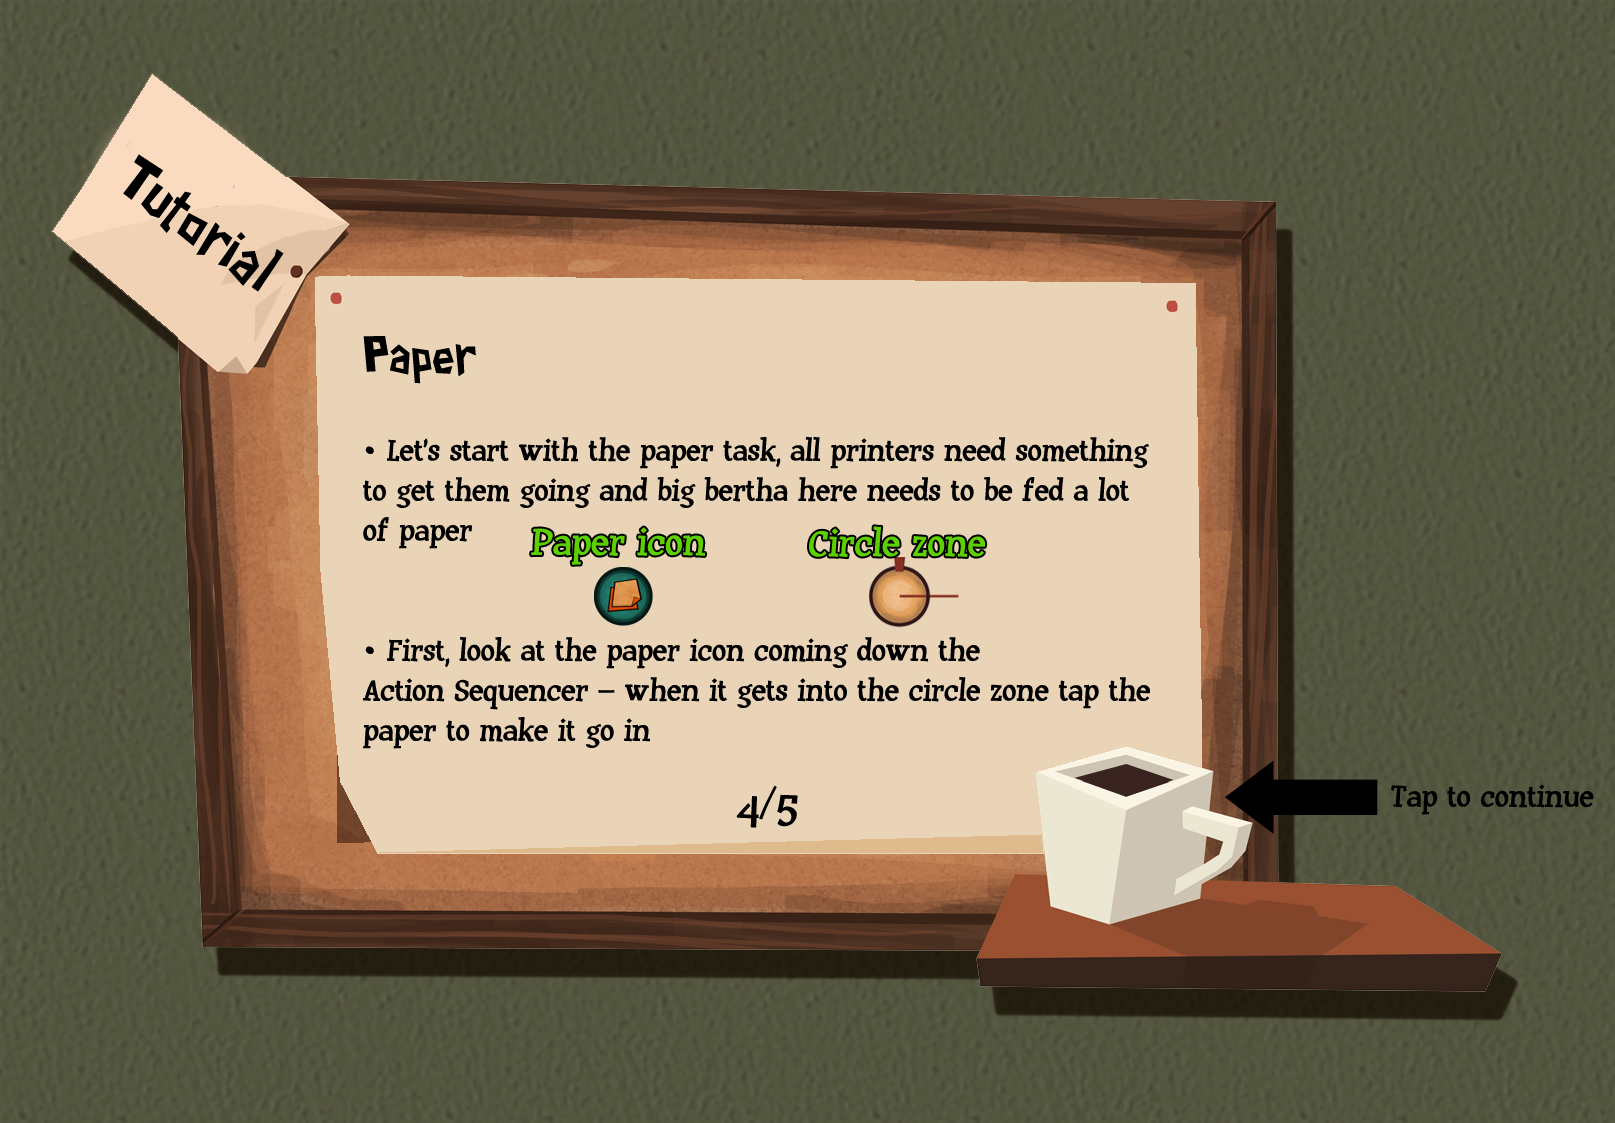 Tutorial
Paper
• Let's start with the paper task, all printers need something
to get them going and big bertha here needs to be fed a lot
of paper
Paper icon
Circle zone
• First, look at the paper icon coming down the
Action Sequencer – when it gets into the circle zone tap the
paper to make it go in
4/5
Tap to continue